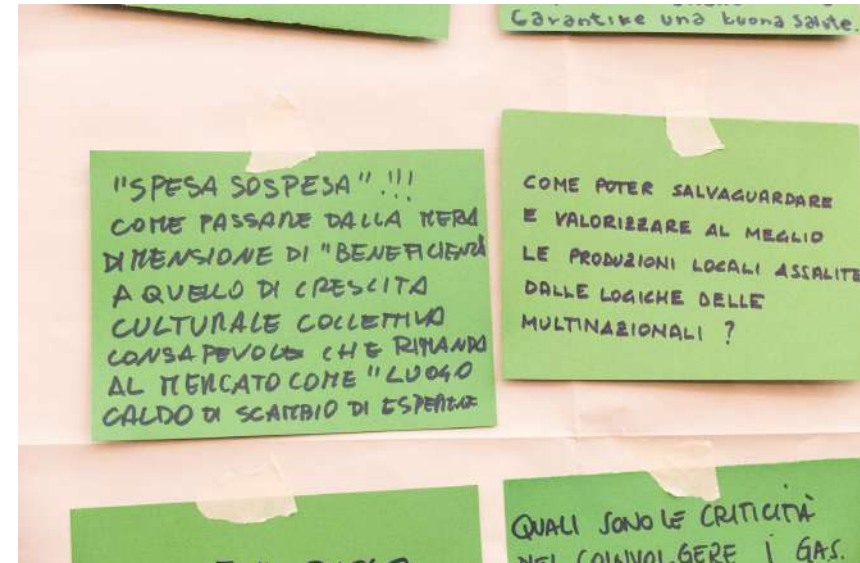 Garantire una buona salute.
"SPESA SOSPESA".!!!
COME PASSARE DALLA MERA
DIMENSIONE DI "BENEFICIENZA
A QUELLO DI CRESCITA
CULTURALE COLLETTIVA
CONSAPEVOLE CHE RIMANDA
AL MERCATO COME "LUOGO
CALDO DI SCAMBIO DI ESPERIENZE
COME POTER SALVAGUARDARE
E VALORIZZARE AL MEGLIO
LE PRODUZIONI LOCALI ASSALITE
DALLE LOGICHE DELLE
MULTINAZIONALI ?
QUALI SONO LE CRITICITÀ
NEL COINVOLGERE I GAS.